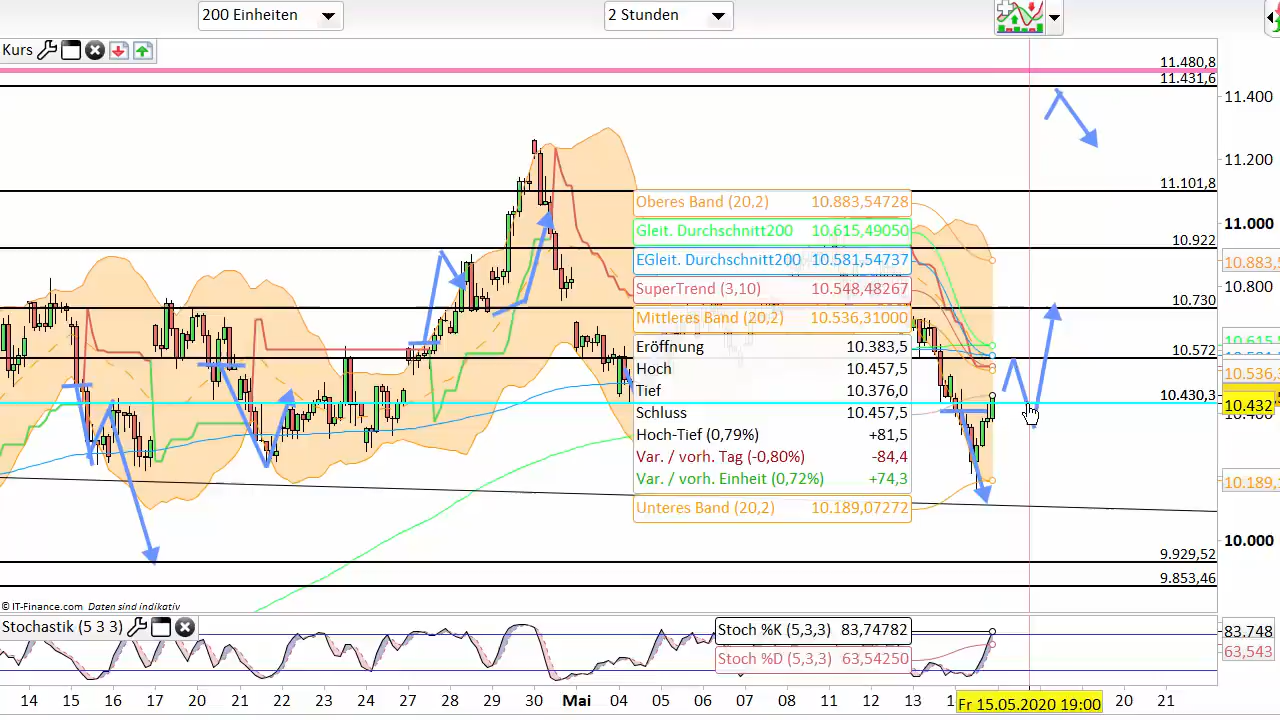 200 Einheiten
2 Stunden
Kurs
11.480,8
11.431,6
11.400
11.200
11.101,8
11.000
10.922
10.883,
10.800
10.730
10.615,
10.572
10.536,
10.430,3
10.432
10.189,
10.000
9.929,52
9.853,46
Oberes Band (20,2) 10.883,54728
Gleit. Durchschnitt200 10.615,49050
EGleit. Durchschnitt200 10.581,54737
SuperTrend (3,10) 10.548,48267
Mittleres Band (20,2) 10.536,31000
Eröffnung 10.383,5
Hoch 10.457,5
Tief 10.376,0
Schluss 10.457,5
Hoch-Tief (0,79%) +81,5
Var. / vorh. Tag (-0,80%) -84,4
Var. / vorh. Einheit (0,72%) +74,3
Unteres Band (20,2) 10.189,07272
© IT-Finance.com Daten sind indikativ
Stochastik (5 3 3)
Stoch %K (5,3,3) 83,74782
Stoch %D (5,3,3) 63,54250
83.748
63,543
14 15 16 17 20 21 22 23 24 27 28 29 30 Mai 04 05 06 07 08 11 12 13 Fr 15.05.2020 19:00 20 21